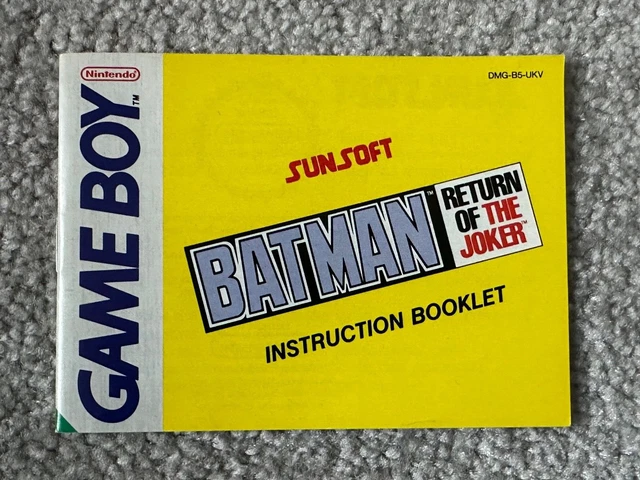 Nintendo
GAME BOY™
DMG-B5-UKV
SUNSOFT
BATMAN™
RETURN
OF THE
JOKER™
INSTRUCTION BOOKLET